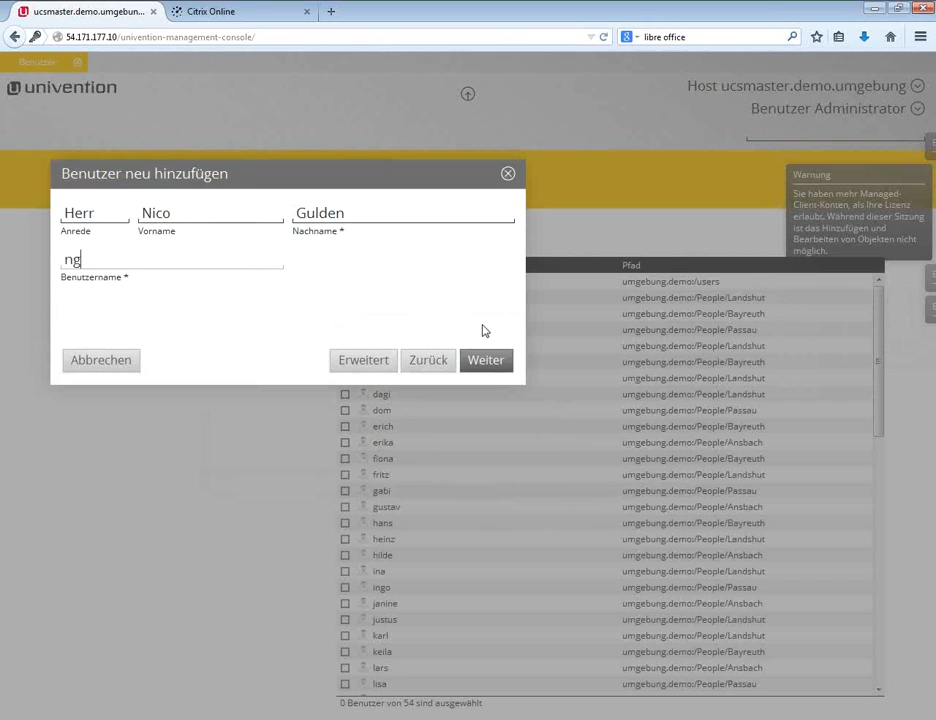 ucsmaster.demo.umgebun...
Citrix Online
54.171.177.10/univention-management-console/
libre office
Benutzer
univention
Host ucsmaster.demo.umgebung
Benutzer Administrator
Benutzer neu hinzufügen
Herr
Nico
Gulden
Anrede
Vorname
Nachname *
ng
Benutzername *
Abbrechen
Erweitert
Zurück
Weiter
Warnung
Sie haben mehr Managed-
Client-Konten, als Ihre Lizenz
erlaubt. Während dieser Sitzung
ist das Hinzufügen und
Bearbeiten von Objekten nicht
möglich.
Pfad
umgebung.demo:/users
umgebung.demo:/People/Landshut
umgebung.demo:/People/Bayreuth
umgebung.demo:/People/Passau
umgebung.demo:/People/Landshut
umgebung.demo:/People/Bayreuth
umgebung.demo:/People/Landshut
dagi umgebung.demo:/People/Landshut
dom umgebung.demo:/People/Passau
erich umgebung.demo:/People/Bayreuth
erika umgebung.demo:/People/Ansbach
fiona umgebung.demo:/People/Bayreuth
fritz umgebung.demo:/People/Landshut
gabi umgebung.demo:/People/Passau
gustav umgebung.demo:/People/Ansbach
hans umgebung.demo:/People/Bayreuth
heinz umgebung.demo:/People/Landshut
hilde umgebung.demo:/People/Ansbach
ina umgebung.demo:/People/Landshut
ingo umgebung.demo:/People/Passau
janine umgebung.demo:/People/Ansbach
justus umgebung.demo:/People/Landshut
karl umgebung.demo:/People/Landshut
keila umgebung.demo:/People/Bayreuth
lars umgebung.demo:/People/Ansbach
lisa umgebung.demo:/People/Passau
0 Benutzer von 54 sind ausgewählt